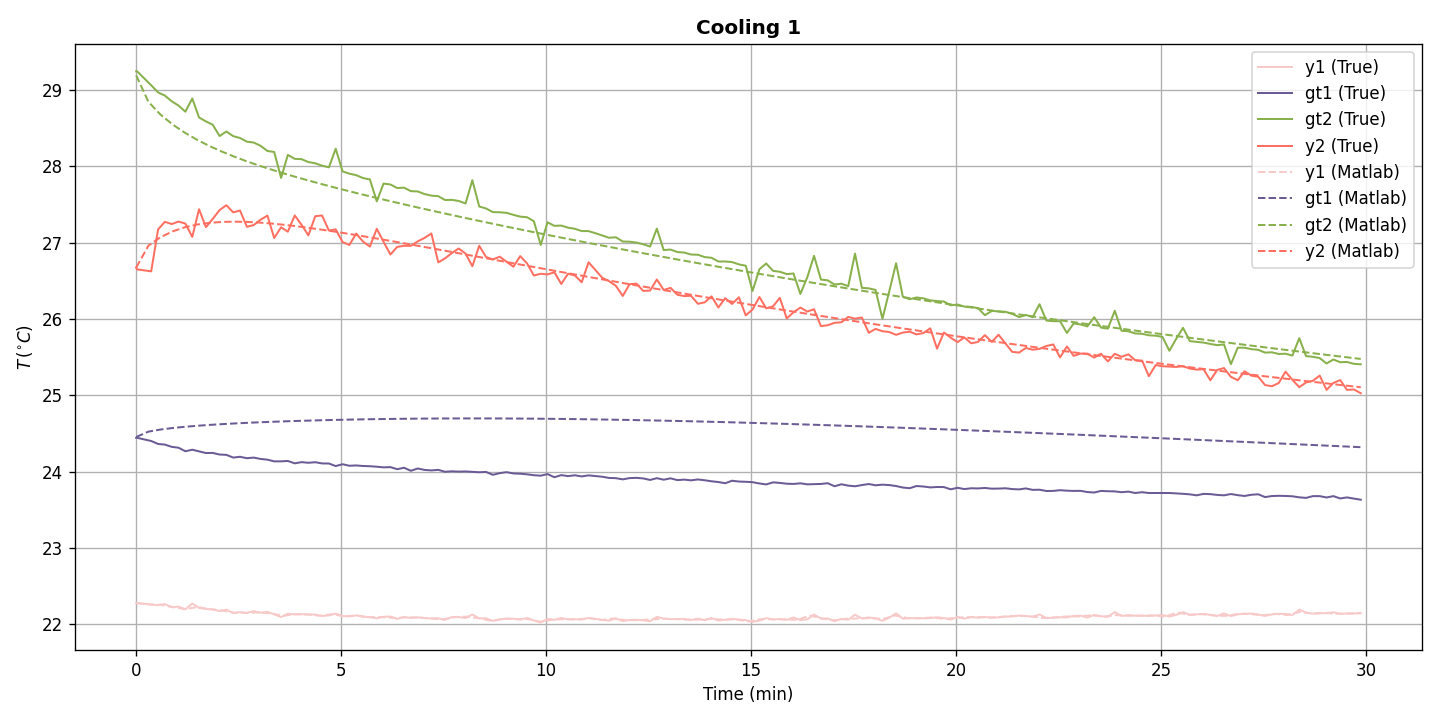 Cooling 1
T(°C)
29
28
27
26
25
24
23
22
0 5 10 15 20 25 30
Time (min)
y1 (True)
gt1 (True)
gt2 (True)
y2 (True)
y1 (Matlab)
gt1 (Matlab)
gt2 (Matlab)
y2 (Matlab)